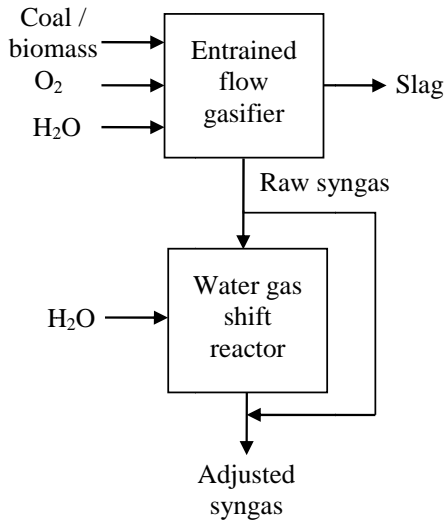 Coal /
biomass
O₂
H₂O
Entrained
flow
gasifier
Slag
Raw syngas
H₂O
Water gas
shift
reactor
Adjusted
syngas